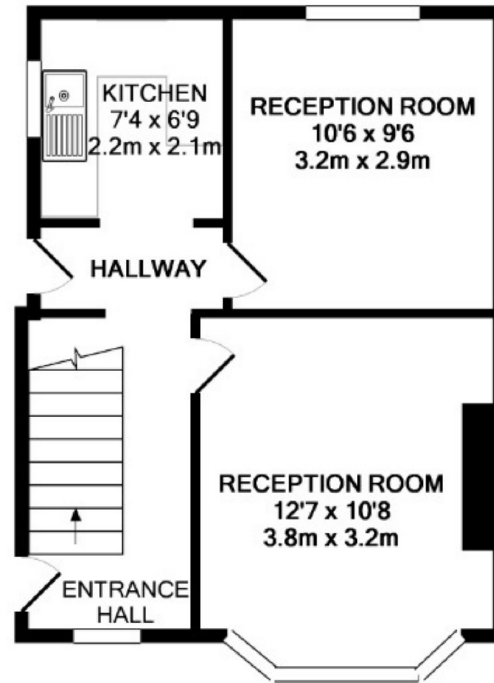 KITCHEN
7'4 x 6'9
2.2m x 2.1m
RECEPTION ROOM
10'6 x 9'6
3.2m x 2.9m
HALLWAY
RECEPTION ROOM
12'7 x 10'8
3.8m x 3.2m
ENTRANCE
HALL